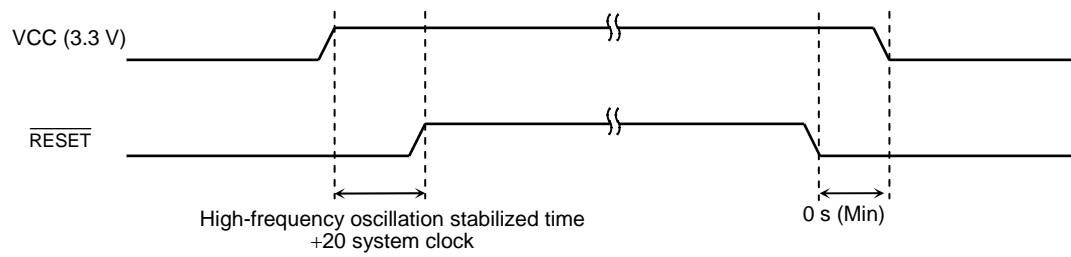 VCC (3.3 V)
RESET
High-frequency oscillation stabilized time
+20 system clock
0 s (Min)